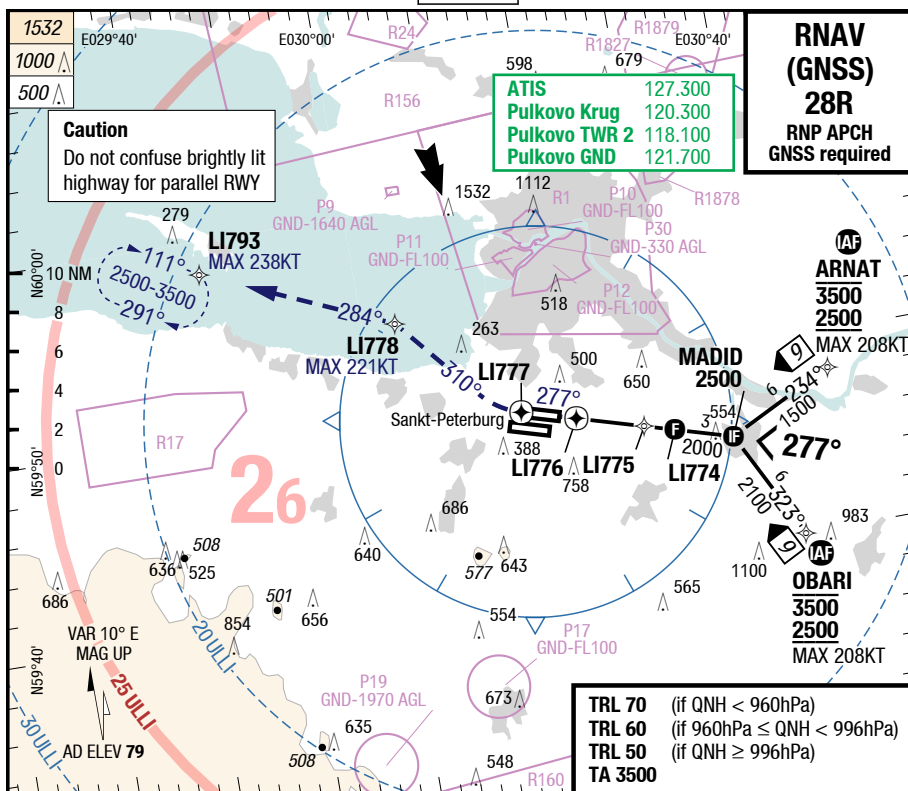 1532
1000
500
E029°40'
E030°00'
E030°40'
R24
R1879
R1827
679
598
R156
RNAV
(GNSS)
28R
RNP APCH
GNSS required
ATIS 127.300
Pulkovo Krug 120.300
Pulkovo TWR 2 118.100
Pulkovo GND 121.700
Caution
Do not confuse brightly lit
highway for parallel RWY
P9
GND-1640 AGL
1532
1112
R1
P10
GND-FL100
R1878
P30
GND-330 AGL
P11
GND-FL100
P12
GND-FL100
518
279
LI793
MAX 238KT
111°
2500-3500
291°
N60°00'
10 NM
8
6
4
2
0
284°
LI778
MAX 221KT
310°
263
LI777
277°
500
650
MADID
2500
IAF
ARNAT
3500
2500
MAX 208KT
6
6
234°
1500
554
3
Sankt-Peterburg
388
LI776
758
LI775
F
2000
LI774
IF
277°
6
323°
2100
6
983
1100
IAF
OBARI
3500
2500
MAX 208KT
R17
N59°50'
26
686
640
577
643
565
554
508
636
525
501
656
686
854
VAR 10° E
MAG UP
N59°40'
AD ELEV 79
20 ULLI
25 ULLI
30 ULLI
P19
GND-1970 AGL
P17
GND-FL100
673
635
508
548
R160
TRL 70 (if QNH < 960hPa)
TRL 60 (if 960hPa ≤ QNH < 996hPa)
TRL 50 (if QNH ≥ 996hPa)
TA 3500